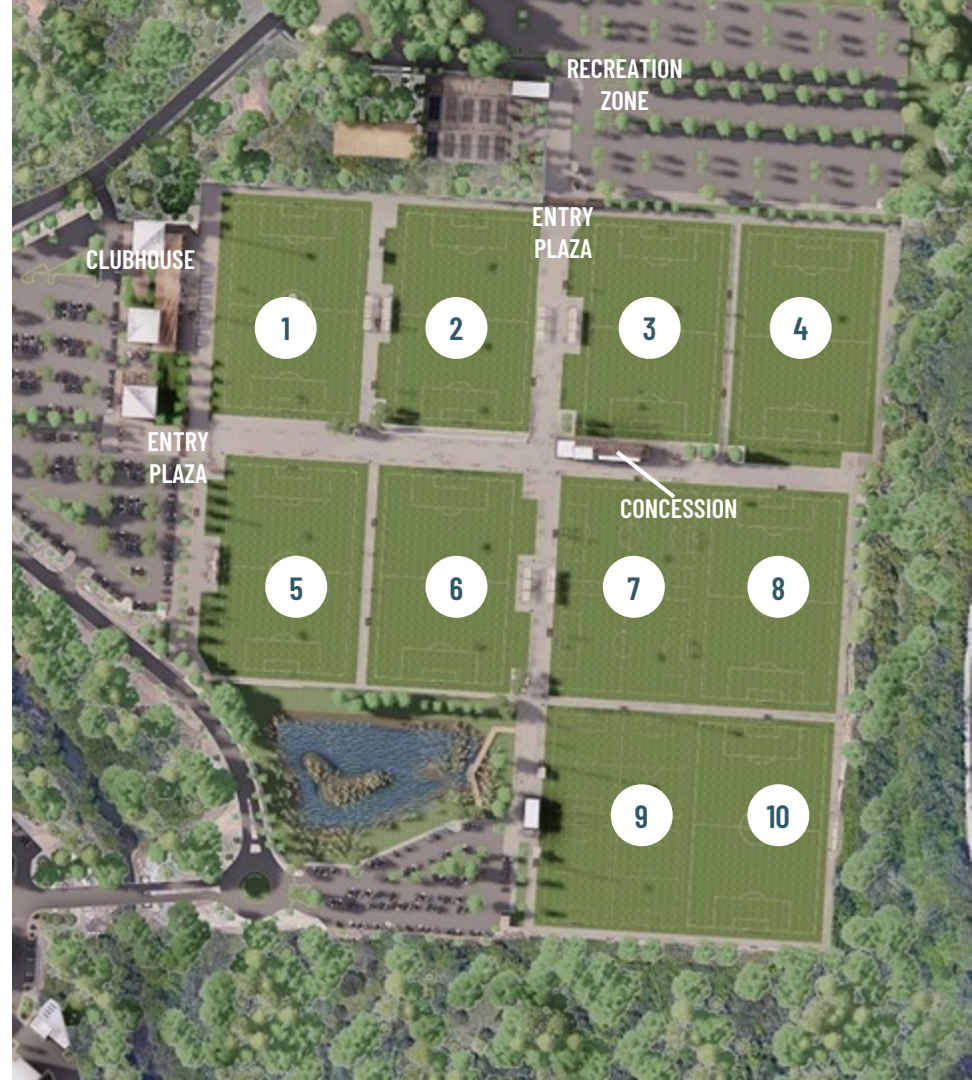 RECREATION
ZONE
ENTRY
PLAZA
CLUBHOUSE
1
2
3
4
ENTRY
PLAZA
CONCESSION
5
6
7
8
9
10